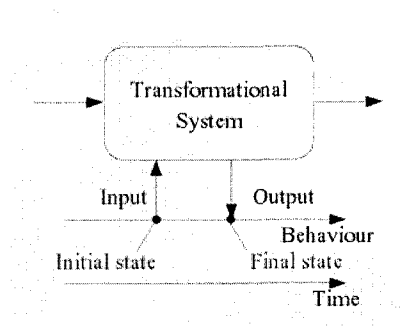 Transformational
System
Input
Output
Behaviour
Initial state
Final state
Time